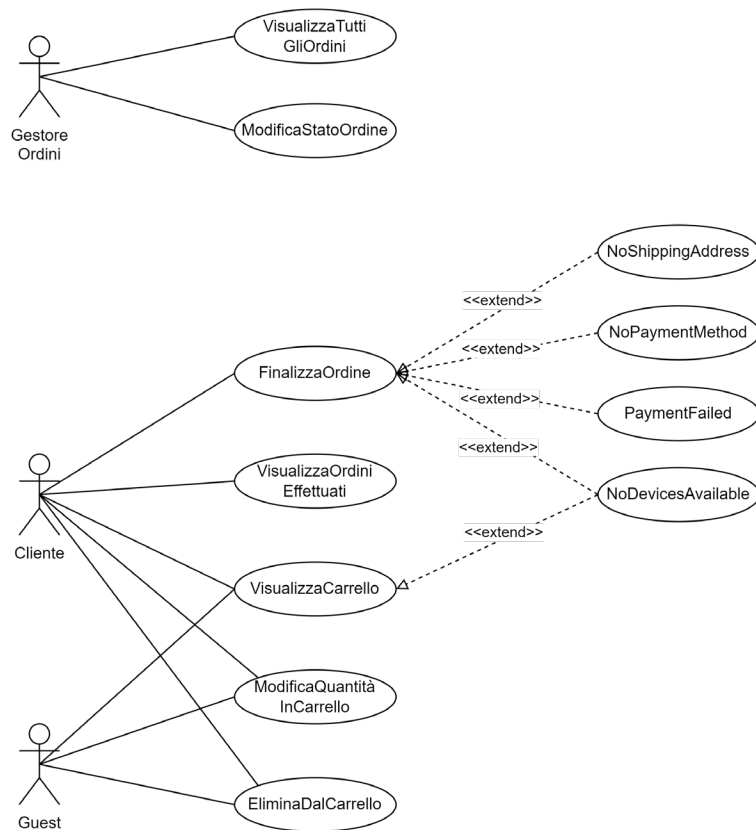 VisualizzaTutti
GliOrdini
ModificaStatoOrdine
Gestore
Ordini
NoShippingAddress
<<extend>>
NoPaymentMethod
<<extend>>
FinalizzaOrdine
<<extend>>
PaymentFailed
<<extend>>
VisualizzaOrdini
Effettuati
NoDevicesAvailable
<<extend>>
Cliente
VisualizzaCarrello
ModificaQuantità
InCarrello
EliminaDalCarrello
Guest